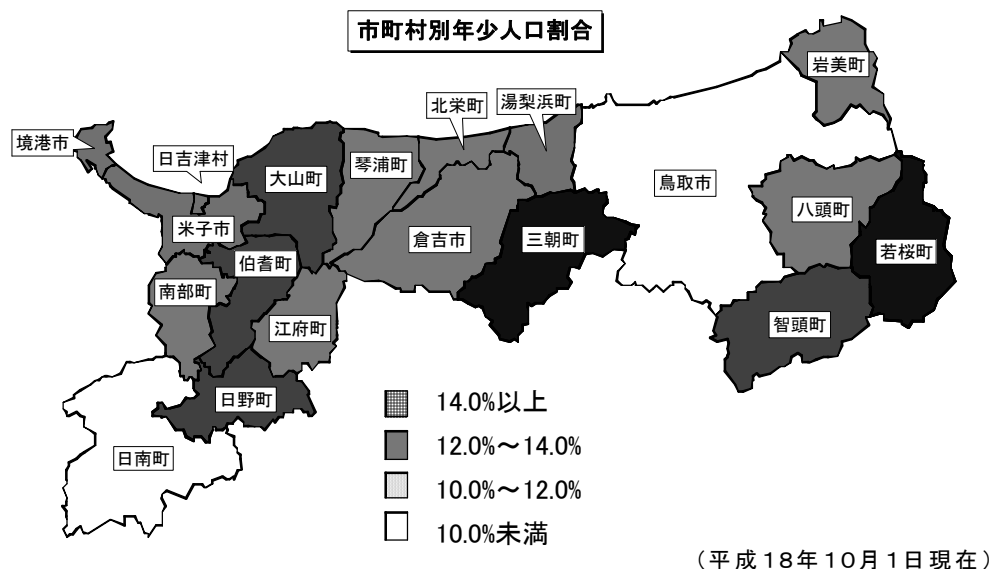 市町村別年少人口割合
岩美町
湯梨浜町
北栄町
境港市
日吉津村
大山町
琴浦町
鳥取市
八頭町
米子市
倉吉市
三朝町
若桜町
伯耆町
南部町
江府町
智頭町
日野町
日南町
14.0%以上
12.0%～14.0%
10.0%～12.0%
10.0%未満
（平成18年10月1日現在）